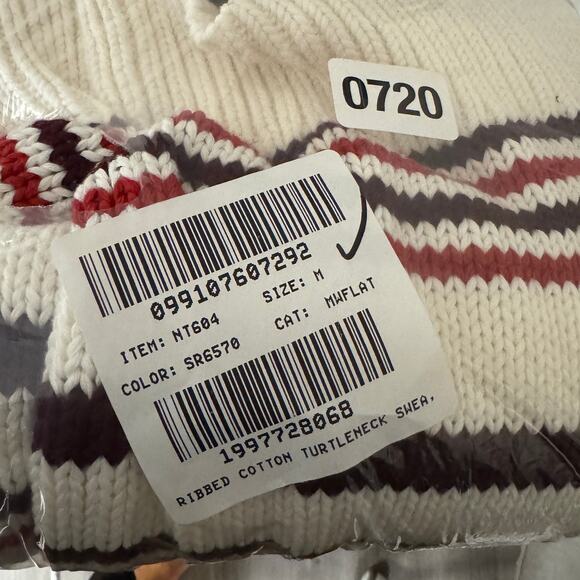 0720
099107607292
ITEM: NT604 SIZE: M
COLOR: SR6570 CAT: MWFLAT
1997728068
RIBBED COTTON TURTLENECK SWEA,